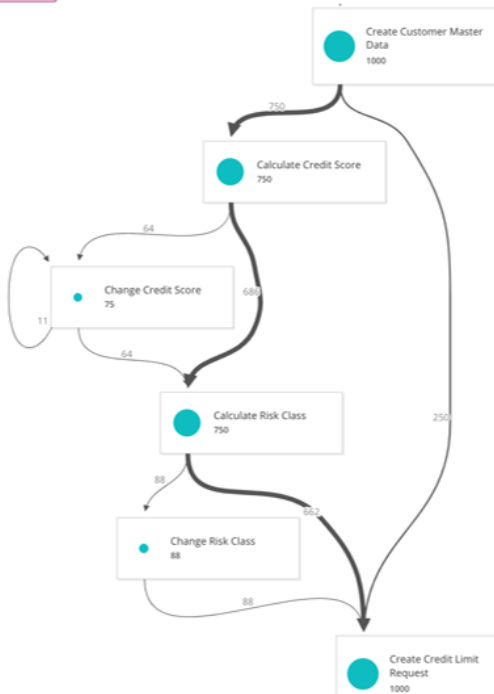 Create Customer Master
Data
1000
750
Calculate Credit Score
750
64
686
Change Credit Score
75
11
64
Calculate Risk Class
750
250
88
662
Change Risk Class
88
88
Create Credit Limit
Request
1000